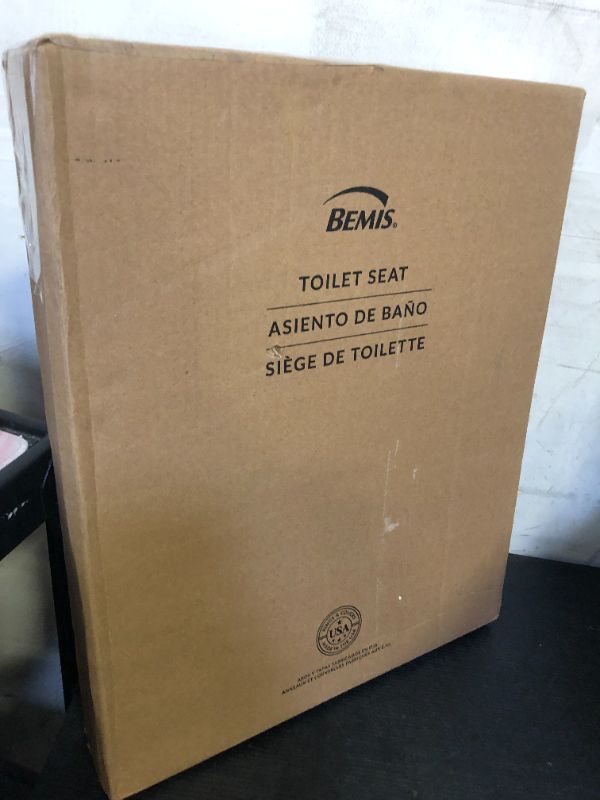 BEMIS®
TOILET SEAT
ASIENTO DE BAÑO
SIÈGE DE TOILETTE
USA